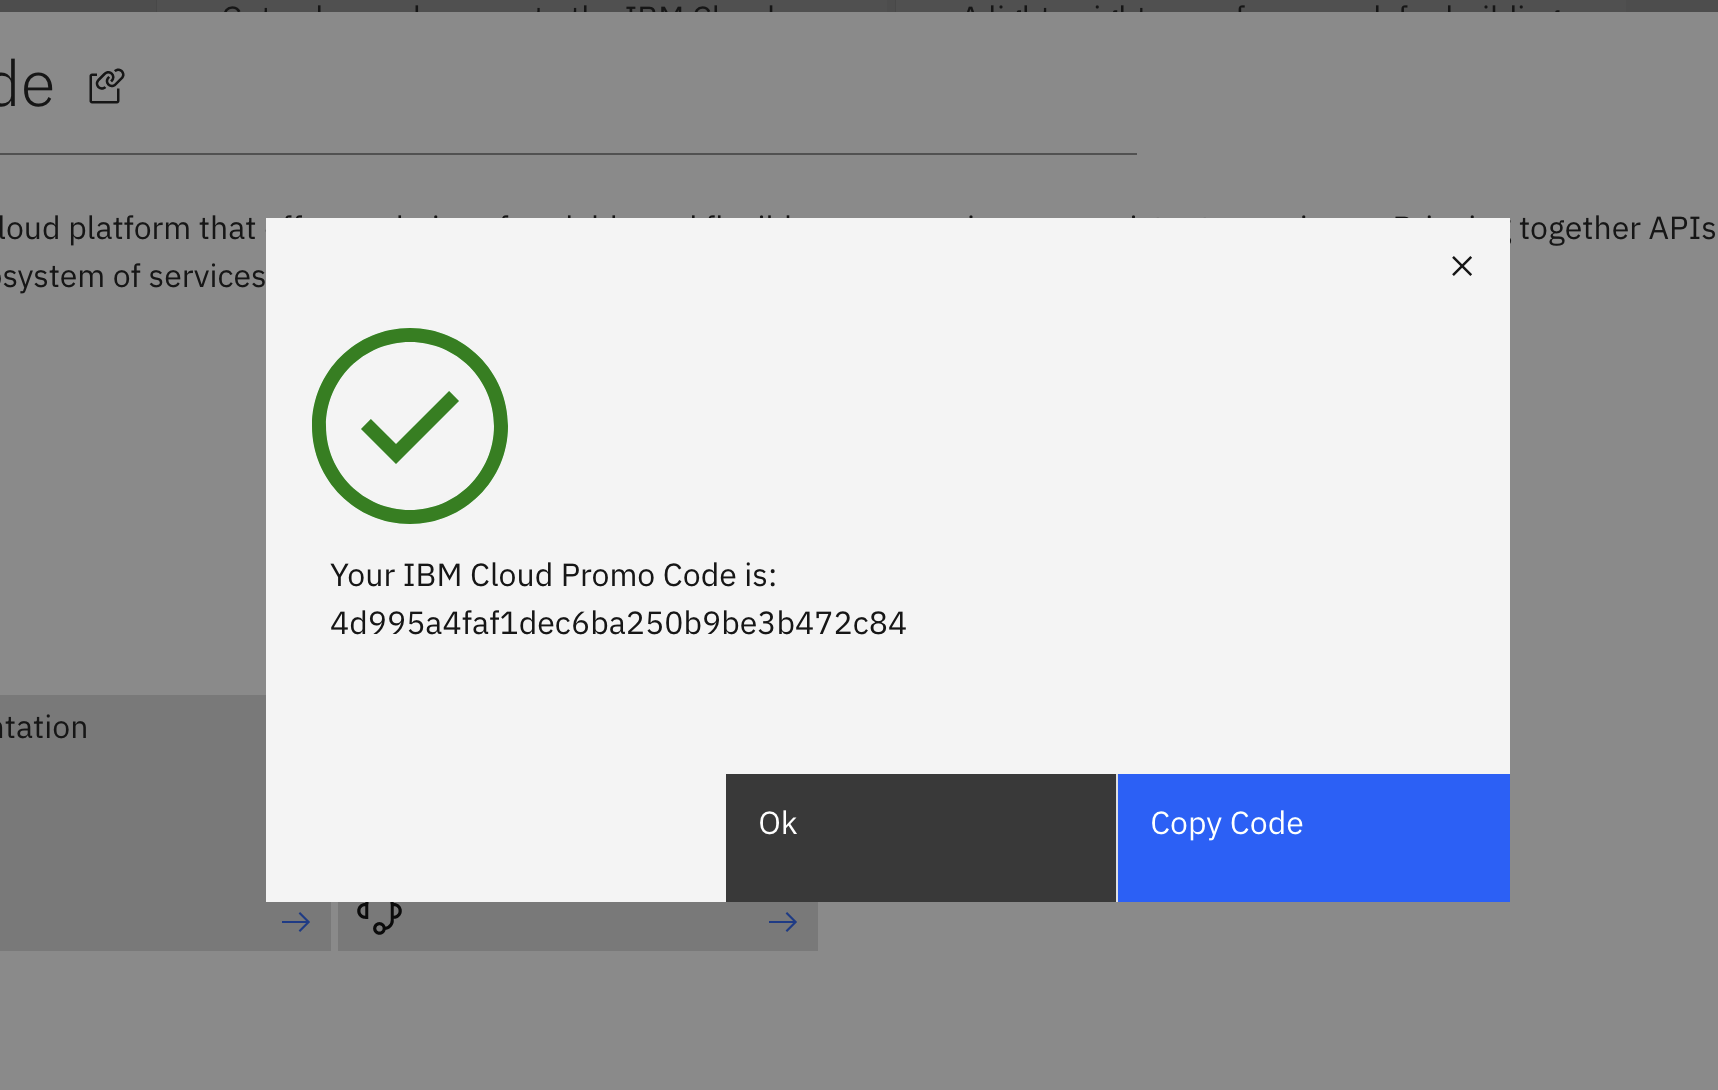 de
loud platform that
together APIs
system of services
Your IBM Cloud Promo Code is:
4d995a4faf1dec6ba250b9be3b472c84
ntation
Ok
Copy Code